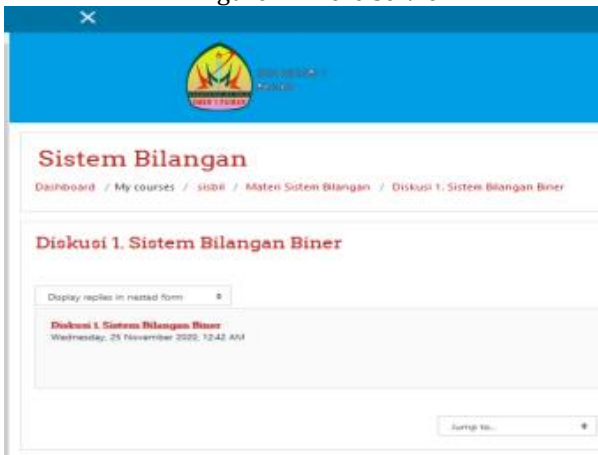 Sistem Bilangan
Dashboard / My courses / sisbil / Materi Sistem Bilangan / Diskusi 1. Sistem Bilangan Biner
Diskusi 1. Sistem Bilangan Biner
Display replies in nested form
Diskusi 1. Sistem Bilangan Biner
Wednesday, 25 November 2020, 12:42 AM
Jump to...